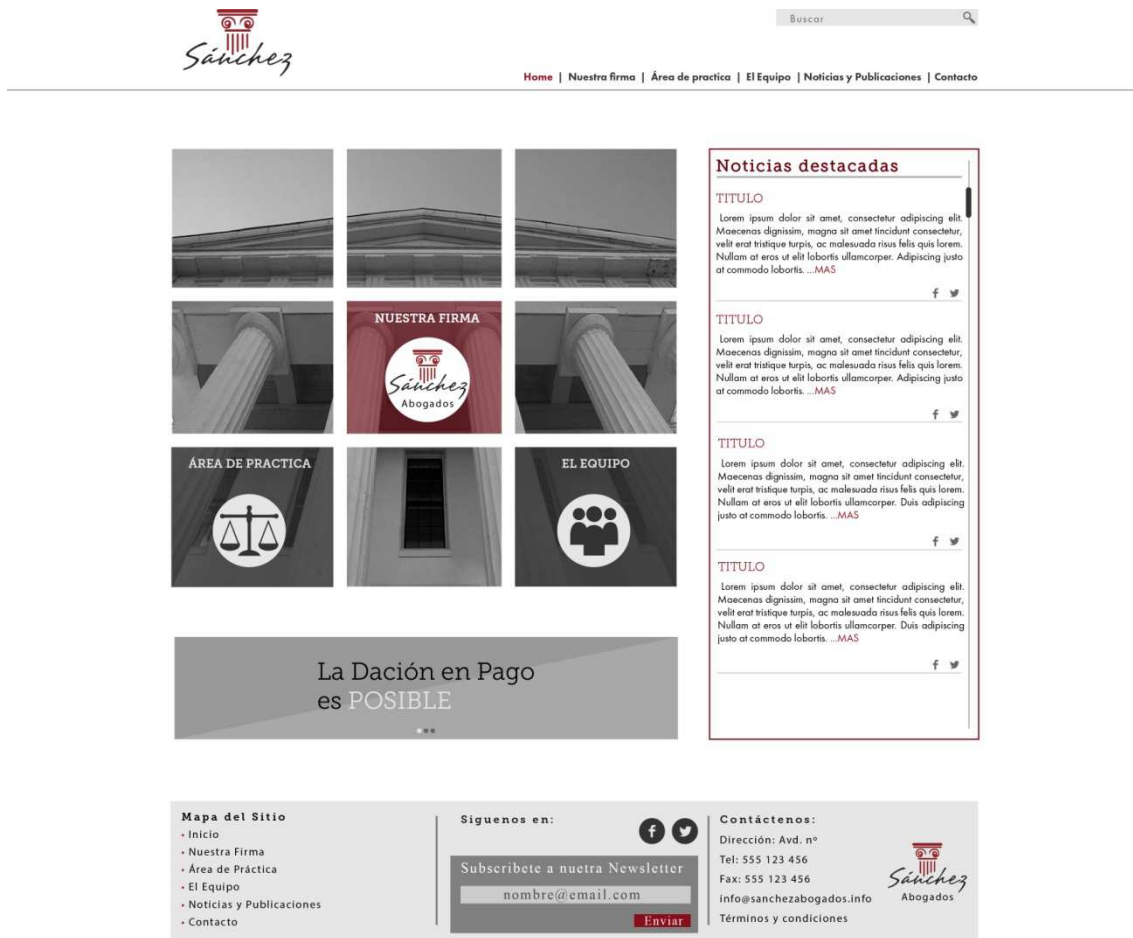 Sánchez
Buscar
Home | Nuestra firma | Área de practica | El Equipo | Noticias y Publicaciones | Contacto
NUESTRA FIRMA
Sánchez
Abogados
ÁREA DE PRACTICA
EL EQUIPO
La Dación en Pago
es POSIBLE
Noticias destacadas
TITULO
Lorem ipsum dolor sit amet, consectetur adipiscing elit.
Maecenas dignissim, magna sit amet tincidunt consectetur,
velit erat tristique turpis, ac malesuada risus felis quis lorem.
Nullam at eros ut elit lobortis ullamcorper. Adipiscing justo
at commodo lobortis. ...MAS
TITULO
Lorem ipsum dolor sit amet, consectetur adipiscing elit.
Maecenas dignissim, magna sit amet tincidunt consectetur,
velit erat tristique turpis, ac malesuada risus felis quis lorem.
Nullam at eros ut elit lobortis ullamcorper. Adipiscing justo
at commodo lobortis. ...MAS
TITULO
Lorem ipsum dolor sit amet, consectetur adipiscing elit.
Maecenas dignissim, magna sit amet tincidunt consectetur,
velit erat tristique turpis, ac malesuada risus felis quis lorem.
Nullam at eros ut elit lobortis ullamcorper. Duis adipiscing
justo at commodo lobortis. ...MAS
TITULO
Lorem ipsum dolor sit amet, consectetur adipiscing elit.
Maecenas dignissim, magna sit amet tincidunt consectetur,
velit erat tristique turpis, ac malesuada risus felis quis lorem.
Nullam at eros ut elit lobortis ullamcorper. Duis adipiscing
justo at commodo lobortis. ...MAS
Mapa del Sitio
• Inicio
• Nuestra Firma
• Área de Práctica
• El Equipo
• Noticias y Publicaciones
• Contacto
Síguenos en:
Subscribete a nuetra Newsletter
nombre@email.com
Enviar
Contáctenos:
Dirección: Avd. nº
Tel: 555 123 456
Fax: 555 123 456
info@sanchezabogados.info
Términos y condiciones
Sánchez
Abogados